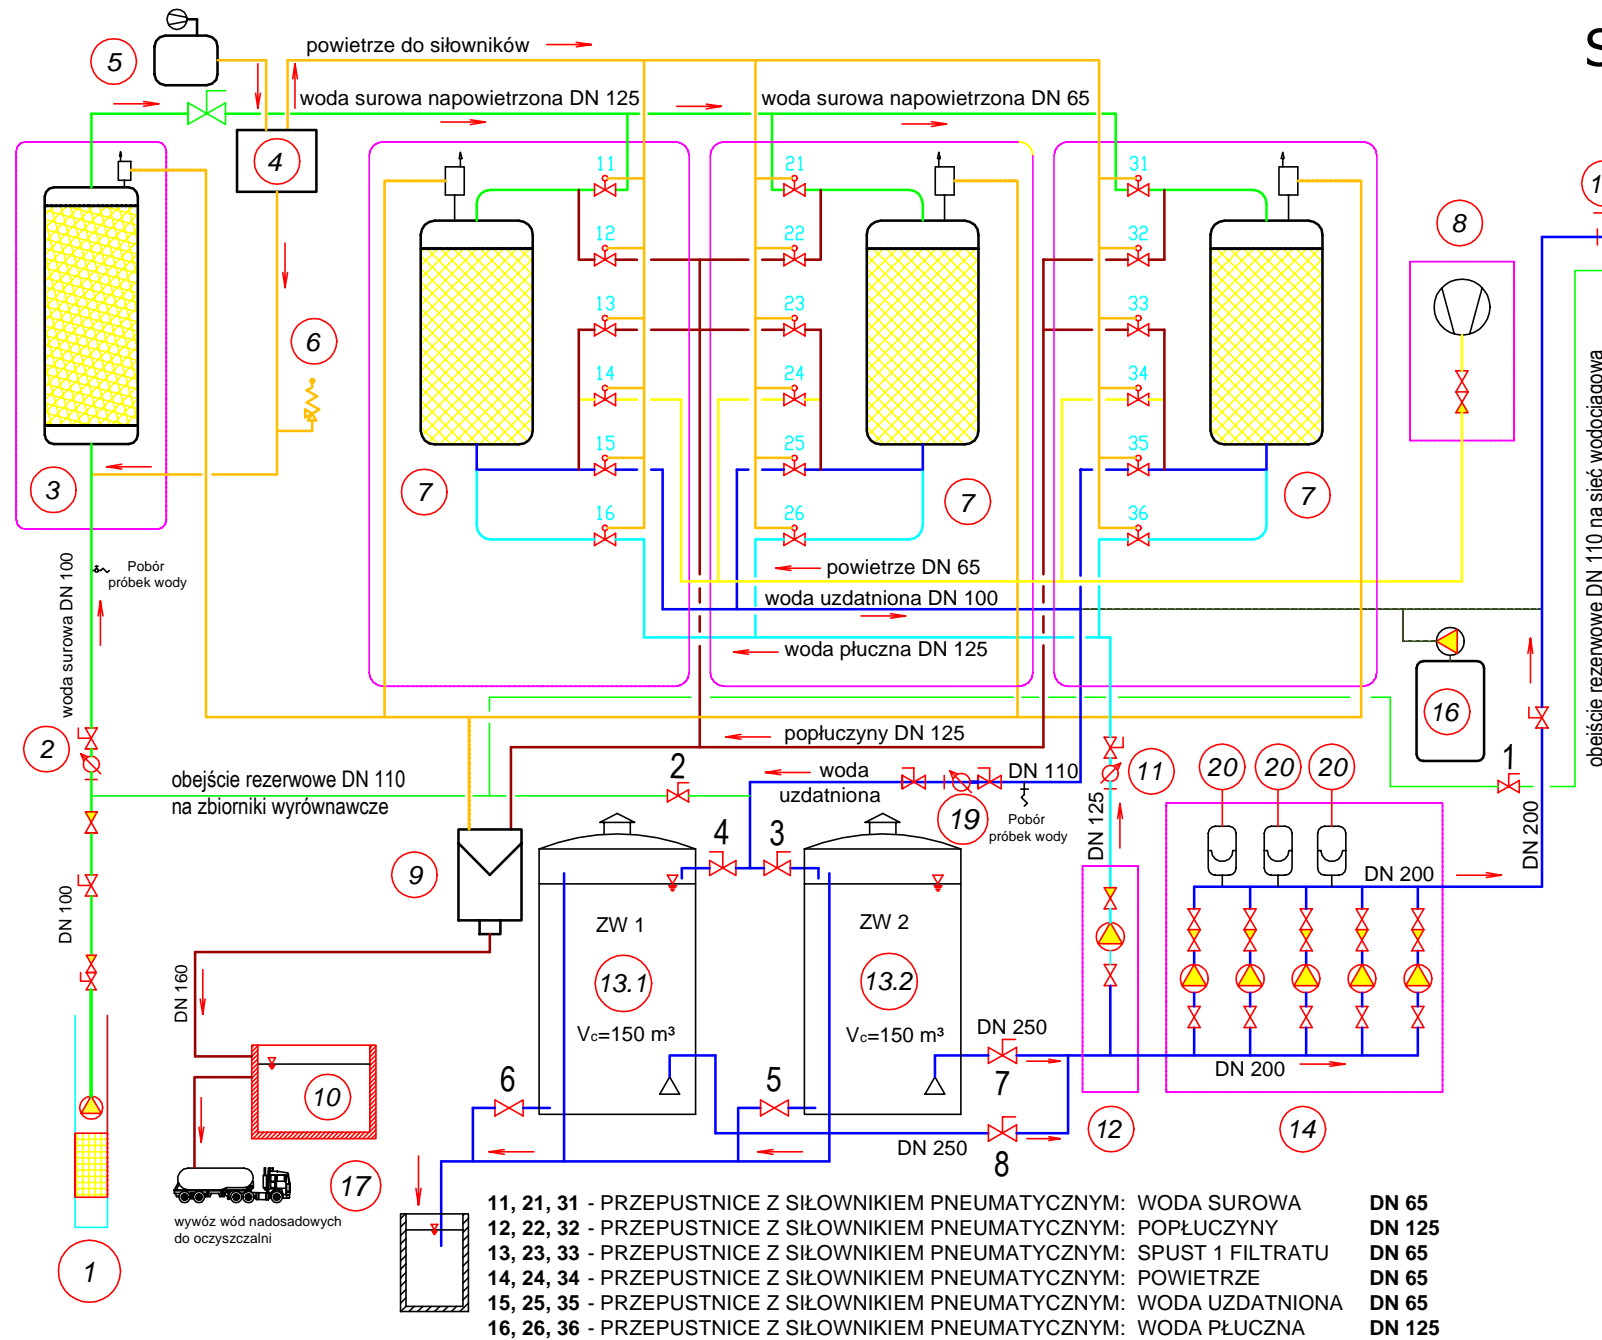 S
5
powietrze do siłowników
woda surowa napowietrzona DN 125
woda surowa napowietrzona DN 65
4
11
21
31
1
8
12
22
32
13
23
33
6
14
24
34
15
25
35
3
7
7
7
16
26
36
obejście rezerwowe DN 110 na sieć wodociągową
Pobór
próbek wody
woda surowa DN 100
powietrze DN 65
woda uzdatniona DN 100
woda płuczna DN 125
16
2
popłuczyny DN 125
obejście rezerwowe DN 110
na zbiorniki wyrównawcze
2
woda
uzdatniona
DN 110
19
Pobór
próbek wody
11
DN 125
20
20
20
1
DN 200
9
4
3
DN 200
DN 100
ZW 1
ZW 2
13.1
13.2
DN 160
Vc=150 m³
Vc=150 m³
DN 250
7
DN 200
10
6
5
12
14
DN 250
8
17
wywóz wód nadosadowych
do oczyszczalni
1
11, 21, 31 - PRZEPUSTNICE Z SIŁOWNIKIEM PNEUMATYCZNYM: WODA SUROWA DN 65
12, 22, 32 - PRZEPUSTNICE Z SIŁOWNIKIEM PNEUMATYCZNYM: POPŁUCZYNY DN 125
13, 23, 33 - PRZEPUSTNICE Z SIŁOWNIKIEM PNEUMATYCZNYM: SPUST 1 FILTRATU DN 65
14, 24, 34 - PRZEPUSTNICE Z SIŁOWNIKIEM PNEUMATYCZNYM: POWIETRZE DN 65
15, 25, 35 - PRZEPUSTNICE Z SIŁOWNIKIEM PNEUMATYCZNYM: WODA UZDATNIONA DN 65
16, 26, 36 - PRZEPUSTNICE Z SIŁOWNIKIEM PNEUMATYCZNYM: WODA PŁUCZNA DN 125